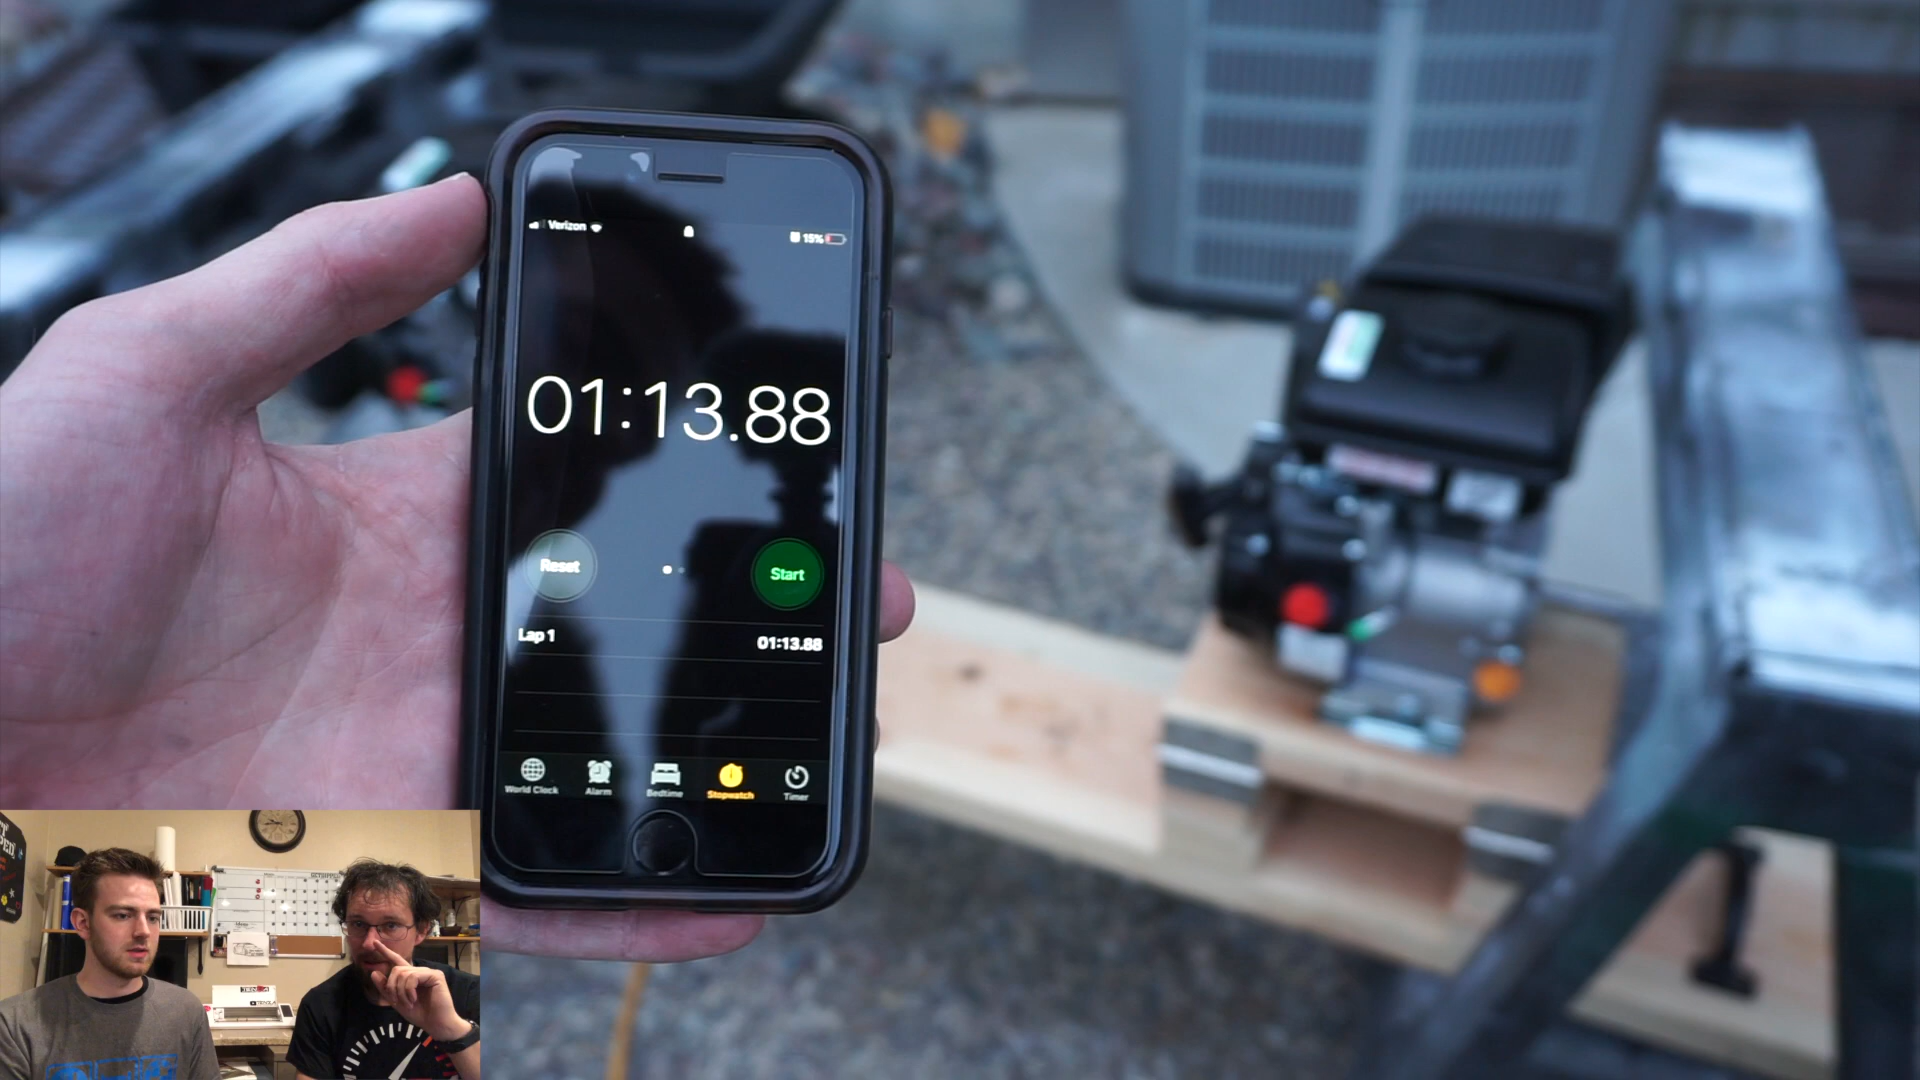 Verizon
15%
01:13.88
Reset
Start
Lap 1
01:13.88
World Clock
Alarm
Bedtime
Stopwatch
Timer